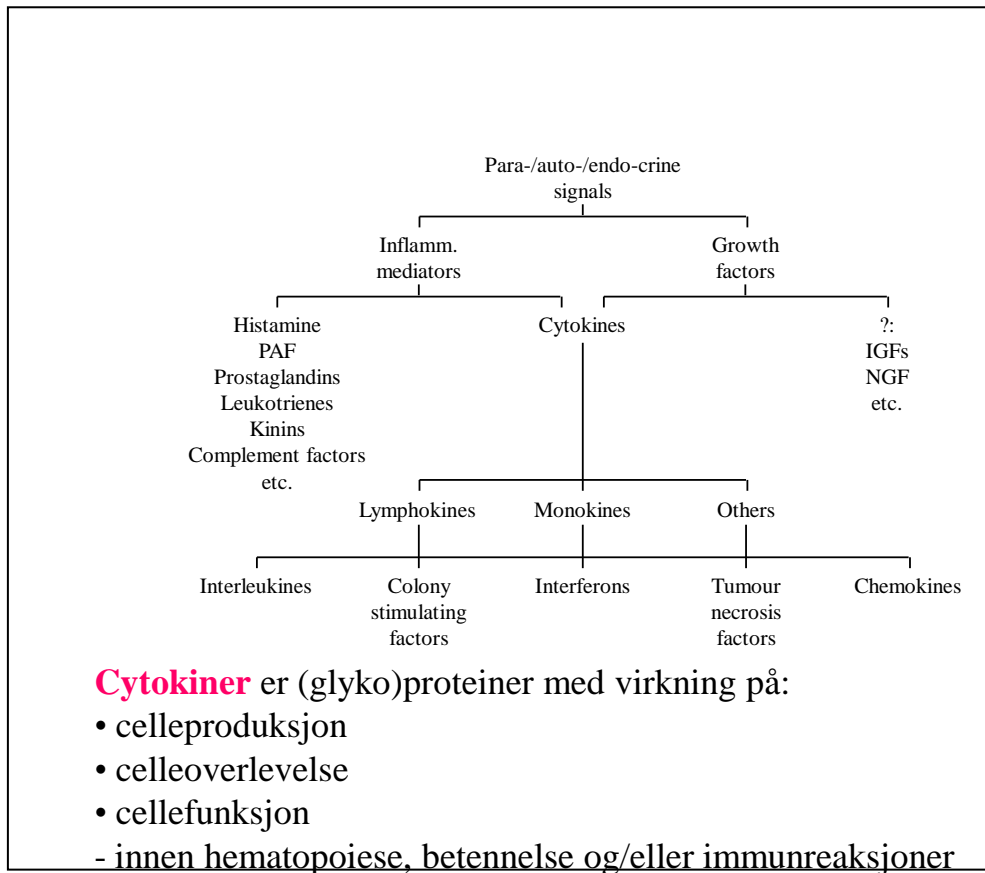 Para-/auto-/endo-crine
signals
Inflamm.
mediators
Growth
factors
Histamine
PAF
Prostaglandins
Leukotrienes
Kinins
Complement factors
etc.
Cytokines
?:
IGFs
NGF
etc.
Lymphokines
Monokines
Others
Interleukines
Colony
stimulating
factors
Interferons
Tumour
necrosis
factors
Chemokines
Cytokiner er (glyko)proteiner med virkning på:
• celleproduksjon
• celleoverlevelse
• cellefunksjon
- innen hematopoiese, betennelse og/eller immunreaksjoner